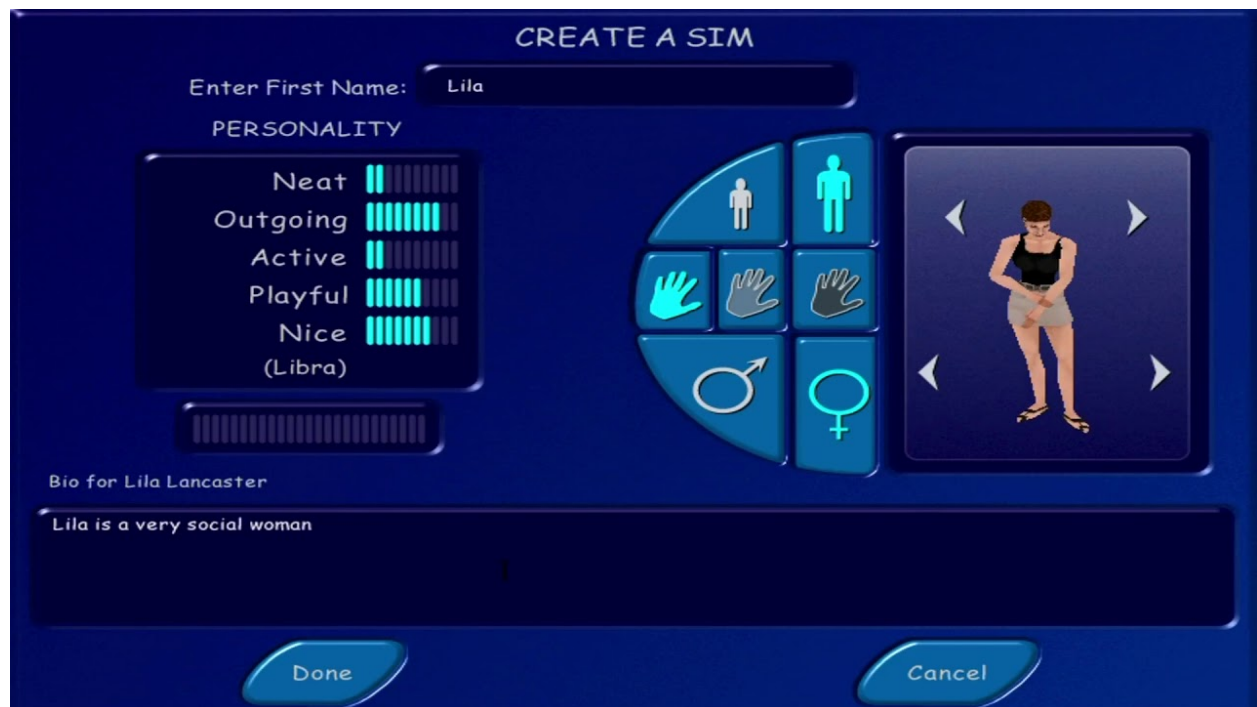 CREATE A SIM
Enter First Name: Lila
PERSONALITY
Neat
Outgoing
Active
Playful
Nice
(Libra)
Bio for Lila Lancaster
Lila is a very social woman
Done
Cancel